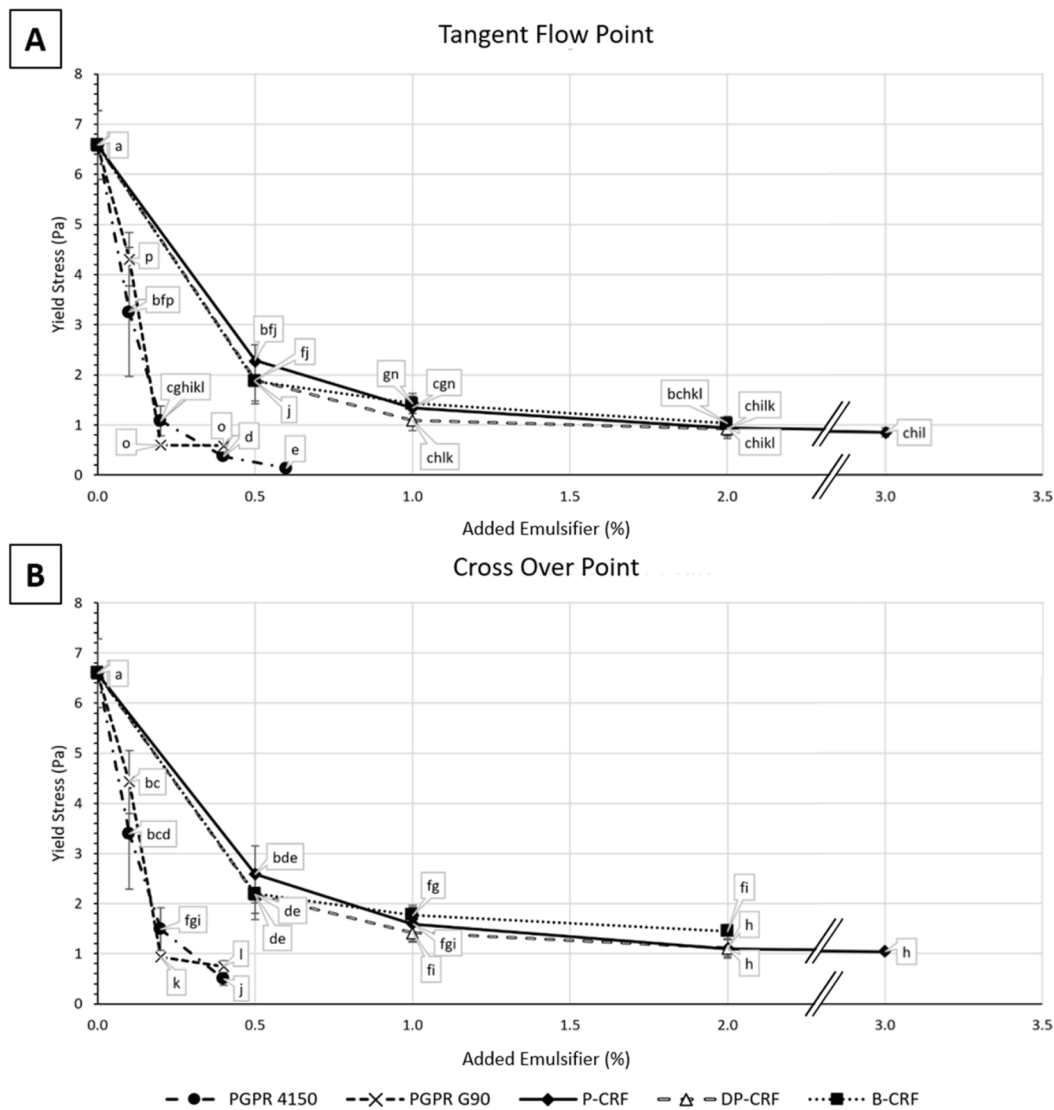 A
Tangent Flow Point
8
7
6
5
4
3
2
1
0
Yield Stress (Pa)
a
p
bfp
cghikl
o
o
d
e
bfj
fj
j
gn
cgn
chlk
bchkl
chilk
chikl
chil
0.0 0.5 1.0 1.5 2.0 3.0 3.5
Added Emulsifier (%)
B
Cross Over Point
8
7
6
5
4
3
2
1
0
Yield Stress (Pa)
a
bc
bcd
fgi
k
l
j
bde
de
de
fg
fgi
fi
fi
h
h
h
0.0 0.5 1.0 1.5 2.0 3.0 3.5
Added Emulsifier (%)
PGPR 4150 PGPR G90 P-CRF DP-CRF B-CRF